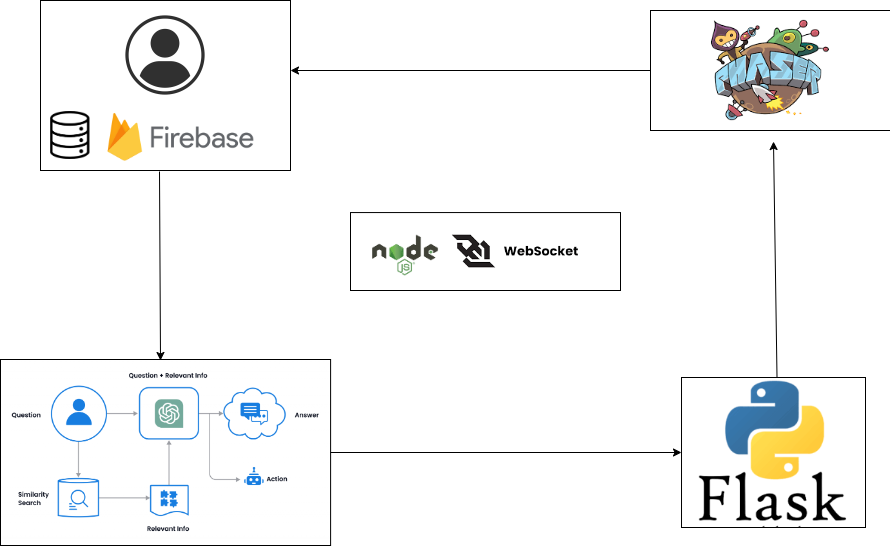 PHASER
Firebase
node
JS
WebSocket
Question + Relevant Info
Question
Answer
Action
Similarity
Search
Relevant Info
Flask